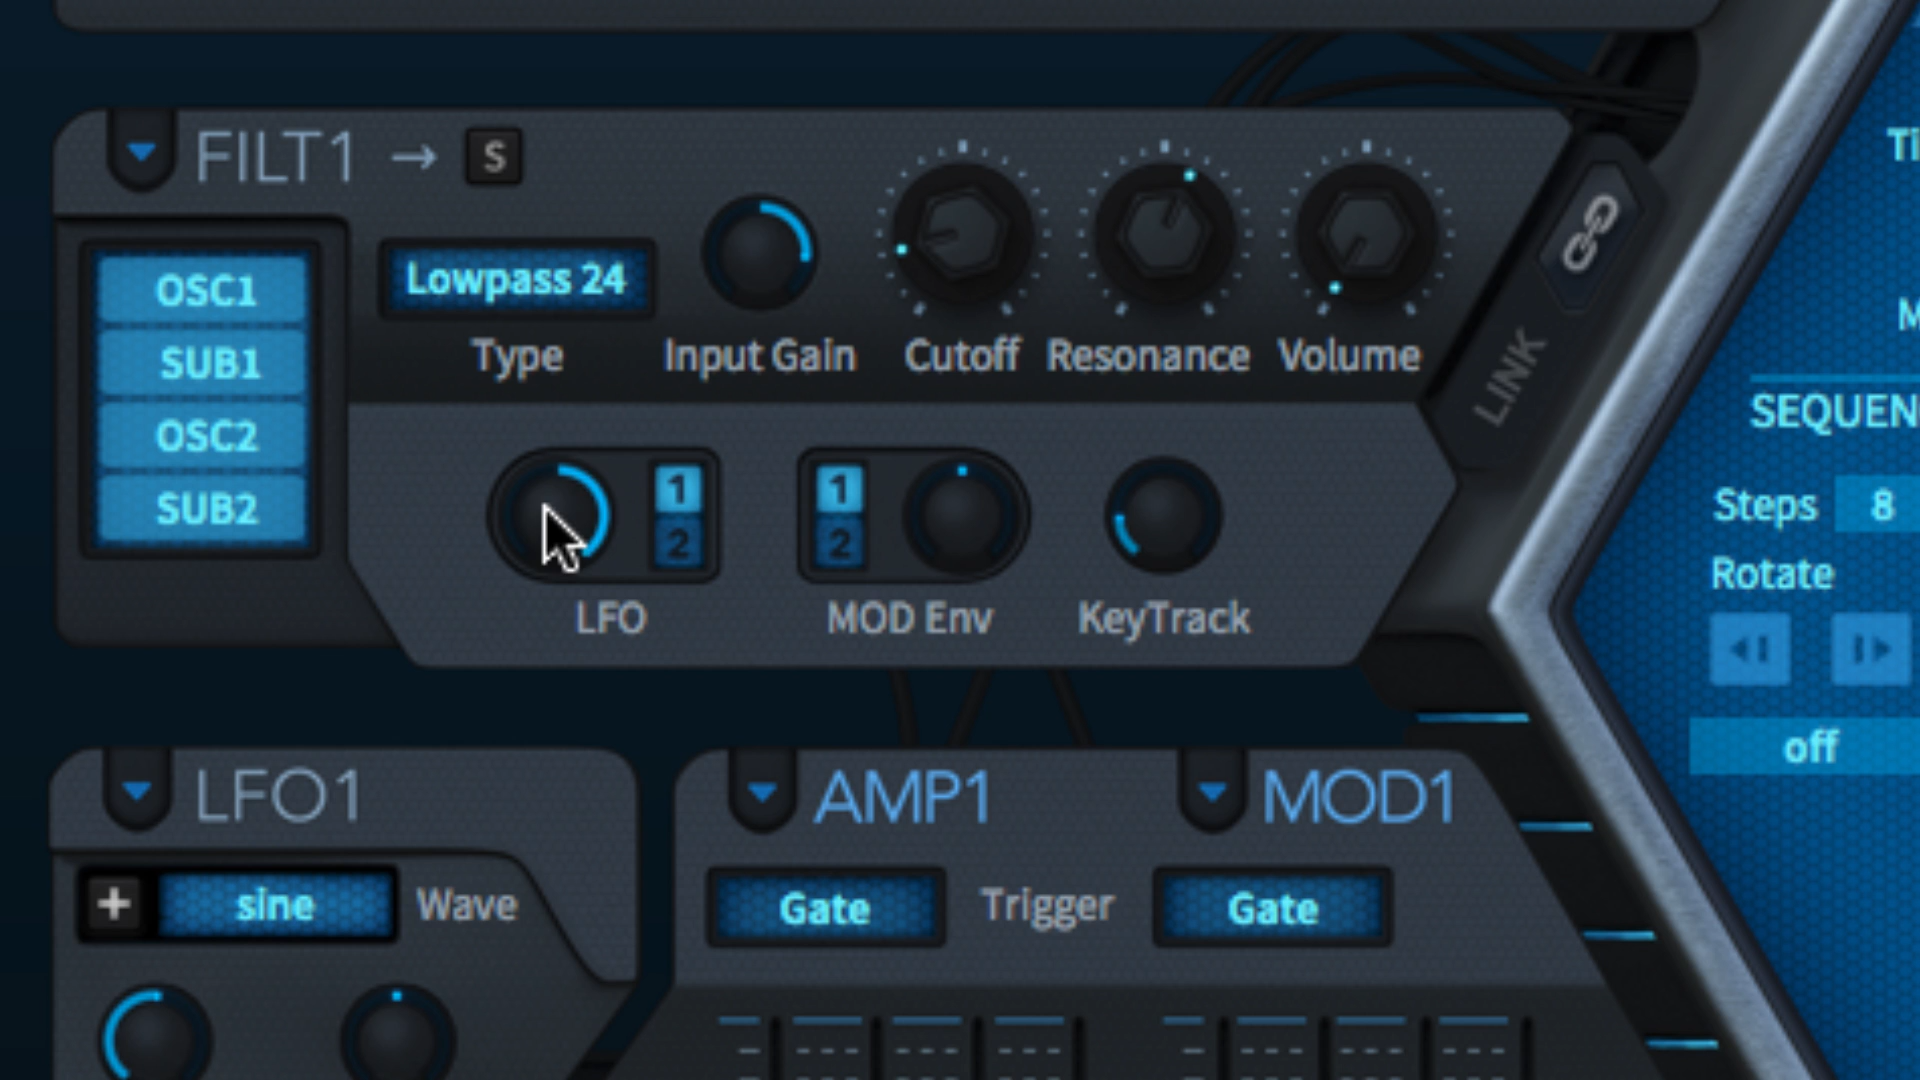 FILT1 → S
OSC1
SUB1
OSC2
SUB2
Lowpass 24
Type
Input Gain
Cutoff
Resonance
Volume
LINK
1
2
LFO
1
2
MOD Env
KeyTrack
SEQUEN
Steps 8
Rotate
off
LFO1
sine
Wave
AMP1
Gate
Trigger
MOD1
Gate